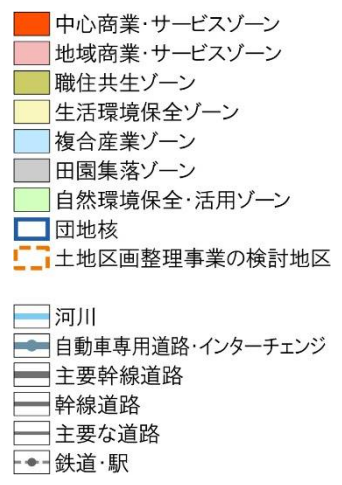 中心商業・サービスゾーン
地域商業・サービスゾーン
職住共生ゾーン
生活環境保全ゾーン
複合産業ゾーン
田園集落ゾーン
自然環境保全・活用ゾーン
団地核
土地区画整理事業の検討地区
河川
自動車専用道路・インターチェンジ
主要幹線道路
幹線道路
主要な道路
鉄道・駅